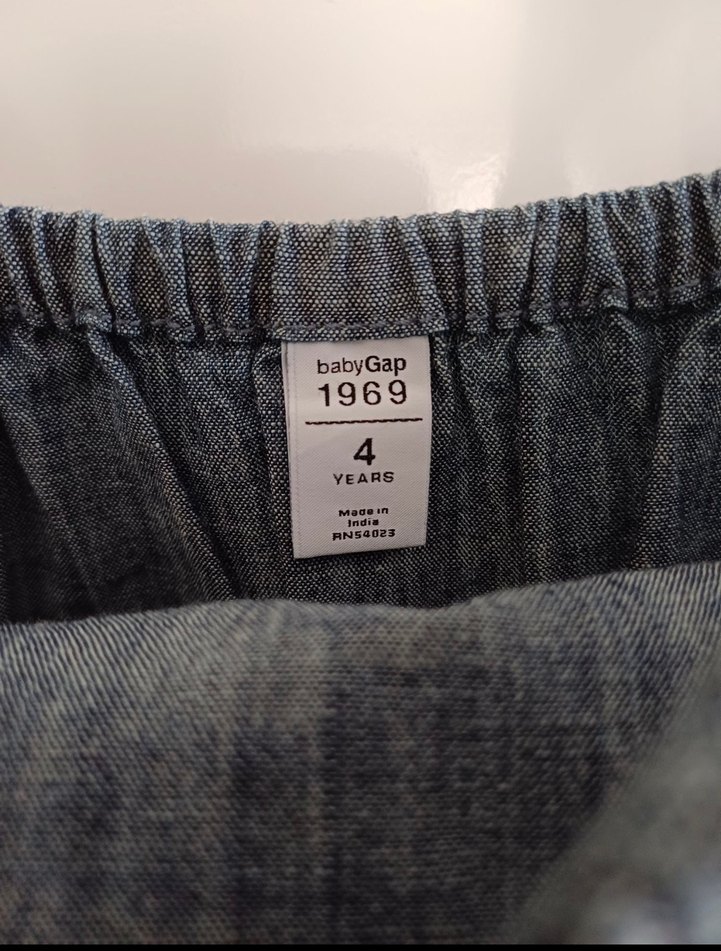 babyGap
1969
4
YEARS
Made in
India
RN54023